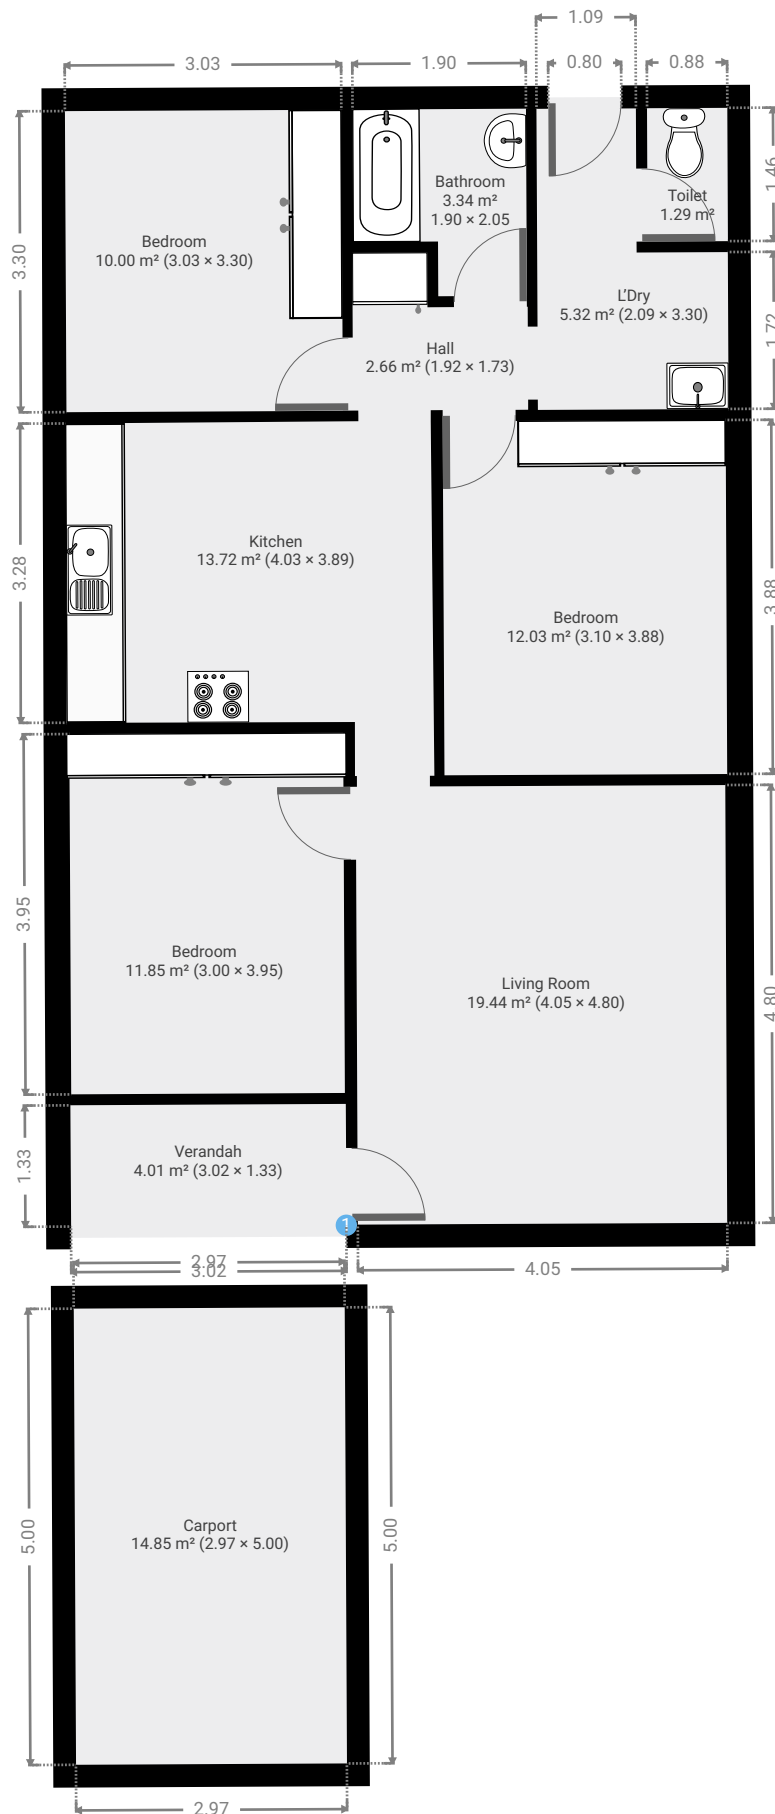 1.09
3.03
1.90
0.80
0.88
3.30
1.46
Bathroom
3.34 m²
1.90 × 2.05
Toilet
1.29 m²
Bedroom
10.00 m² (3.03 × 3.30)
L'Dry
5.32 m² (2.09 × 3.30)
1.72
Hall
2.66 m² (1.92 × 1.73)
3.28
Kitchen
13.72 m² (4.03 × 3.89)
3.88
Bedroom
12.03 m² (3.10 × 3.88)
3.95
Bedroom
11.85 m² (3.00 × 3.95)
Living Room
19.44 m² (4.05 × 4.80)
4.80
1.33
Verandah
4.01 m² (3.02 × 1.33)
1
2.97
3.02
4.05
5.00
Carport
14.85 m² (2.97 × 5.00)
5.00
2.97